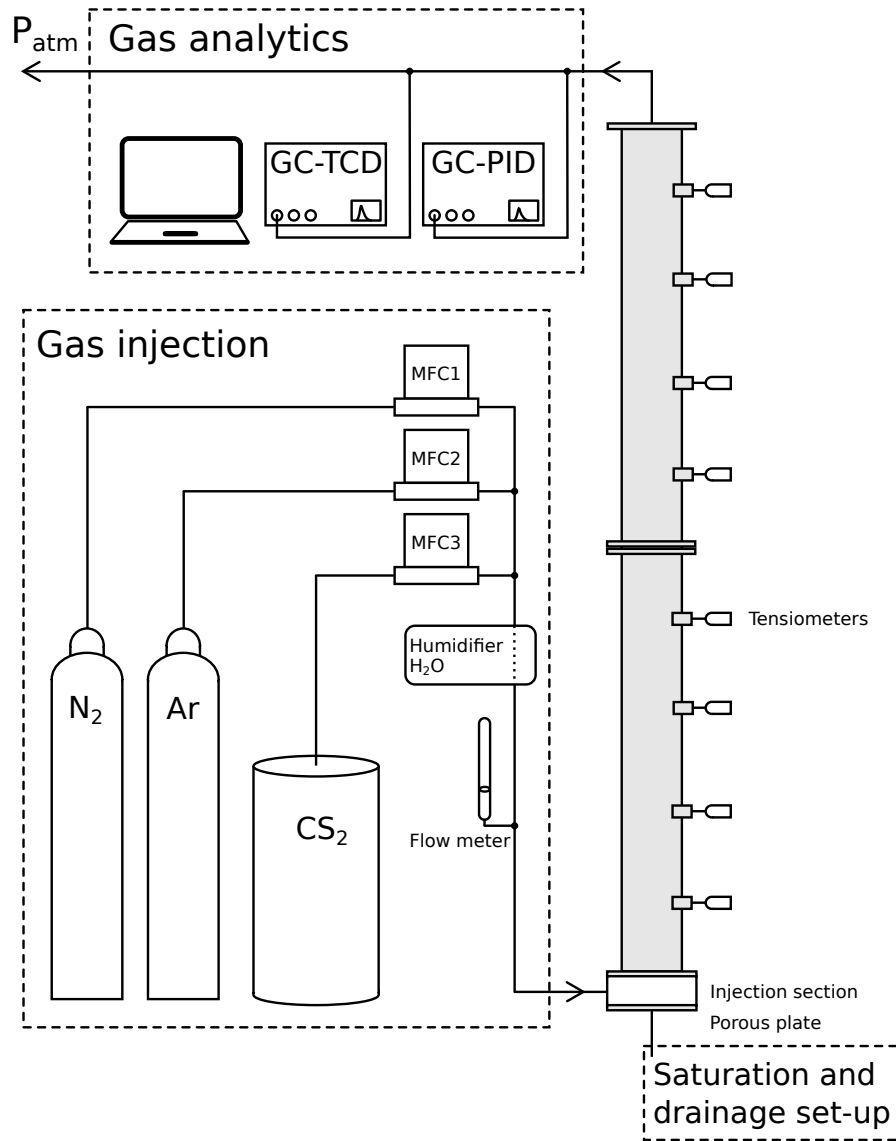 P_atm
Gas analytics
GC-TCD
GC-PID
Gas injection
MFC1
MFC2
MFC3
Humidifier
H₂O
N₂
Ar
CS₂
Flow meter
Tensiometers
Injection section
Porous plate
Saturation and
drainage set-up